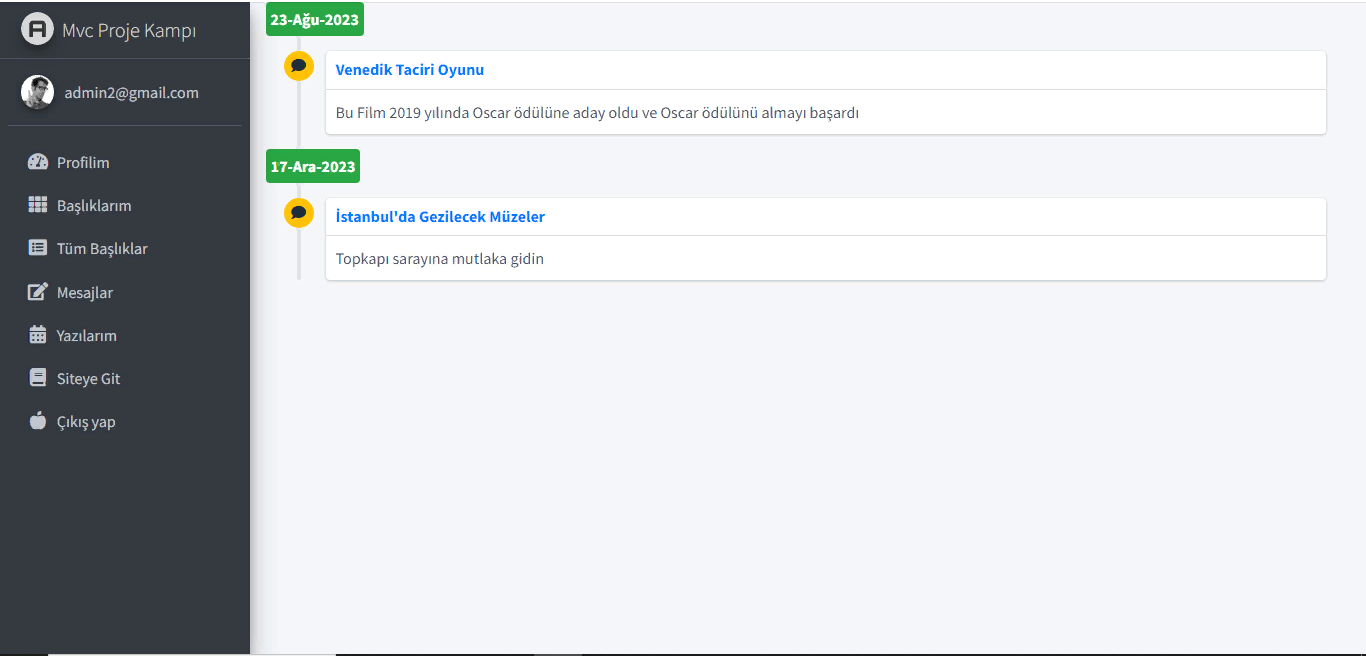 Mvc Proje Kampı
admin2@gmail.com
Profilim
Başlıklarım
Tüm Başlıklar
Mesajlar
Yazılarım
Siteye Git
Çıkış yap
23-Ağu-2023
Venedik Taciri Oyunu
Bu Film 2019 yılında Oscar ödülüne aday oldu ve Oscar ödülünü almayı başardı
17-Ara-2023
İstanbul'da Gezilecek Müzeler
Topkapı sarayına mutlaka gidin